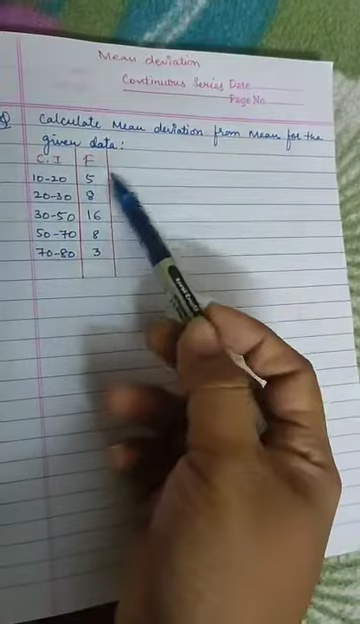 Mean deviation
Continuous Series Date
Page No.
Q) Calculate Mean deviation from Mean for the
given data:
C.I F
10-20 5
20-30 8
30-50 16
50-70 8
70-80 3